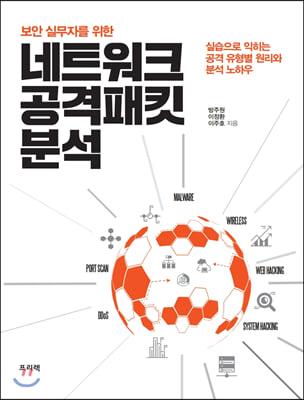 보안 실무자를 위한
네트워크
공격패킷
분석
실습으로 익히는
공격 유형별 원리와
분석 노하우
방주원
이정환
이주호 지음
MALWARE
WIRELESS
PORT SCAN
WEB HACKING
DDoS
SYSTEM HACKING
프리렉